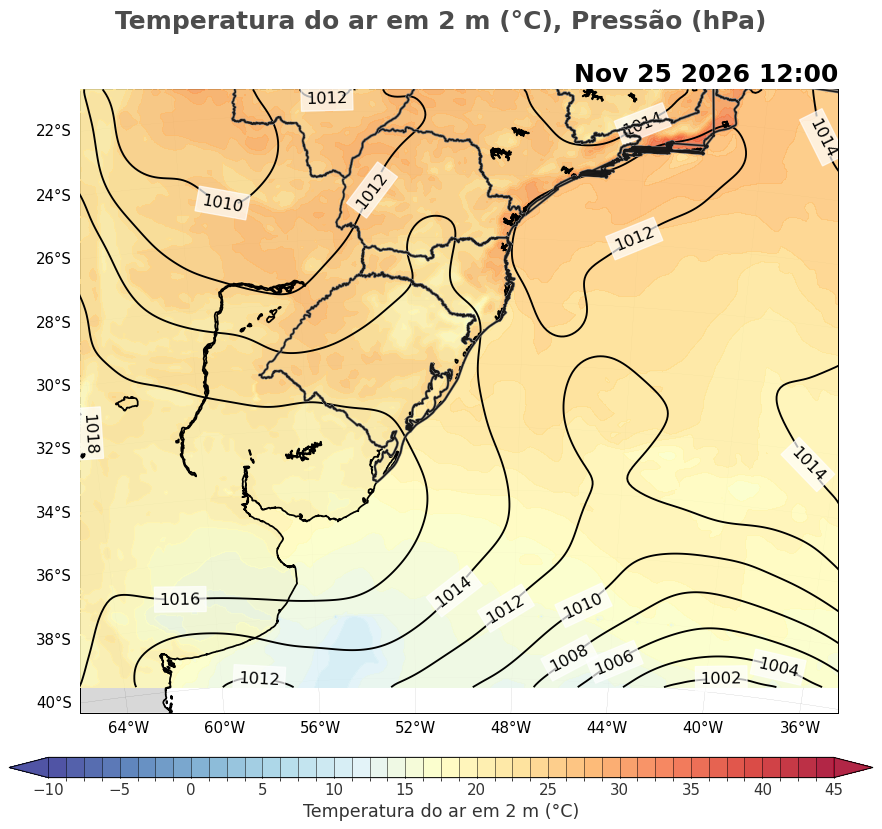 Temperatura do ar em 2 m (°C), Pressão (hPa)
Nov 25 2026 12:00
1012
1014
1014
22°S
1012
24°S
1010
1012
26°S
28°S
30°S
1018
32°S
1014
34°S
36°S
1016
1014
1012
1010
38°S
1008
1006
1004
1012
1002
40°S
64°W 60°W 56°W 52°W 48°W 44°W 40°W 36°W
−10 −5 0 5 10 15 20 25 30 35 40 45
Temperatura do ar em 2 m (°C)